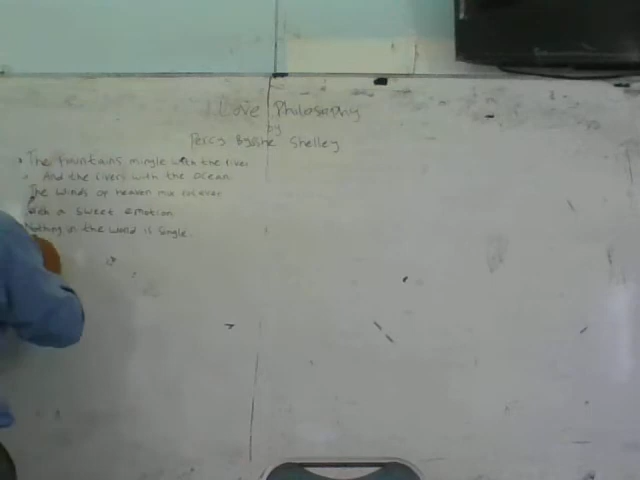 Love Philosophy
by
Percy Bysshe Shelley
The fountains mingle with the river
And the rivers with the ocean
The winds of heaven mix forever
With a sweet emotion
Nothing in the world is single.